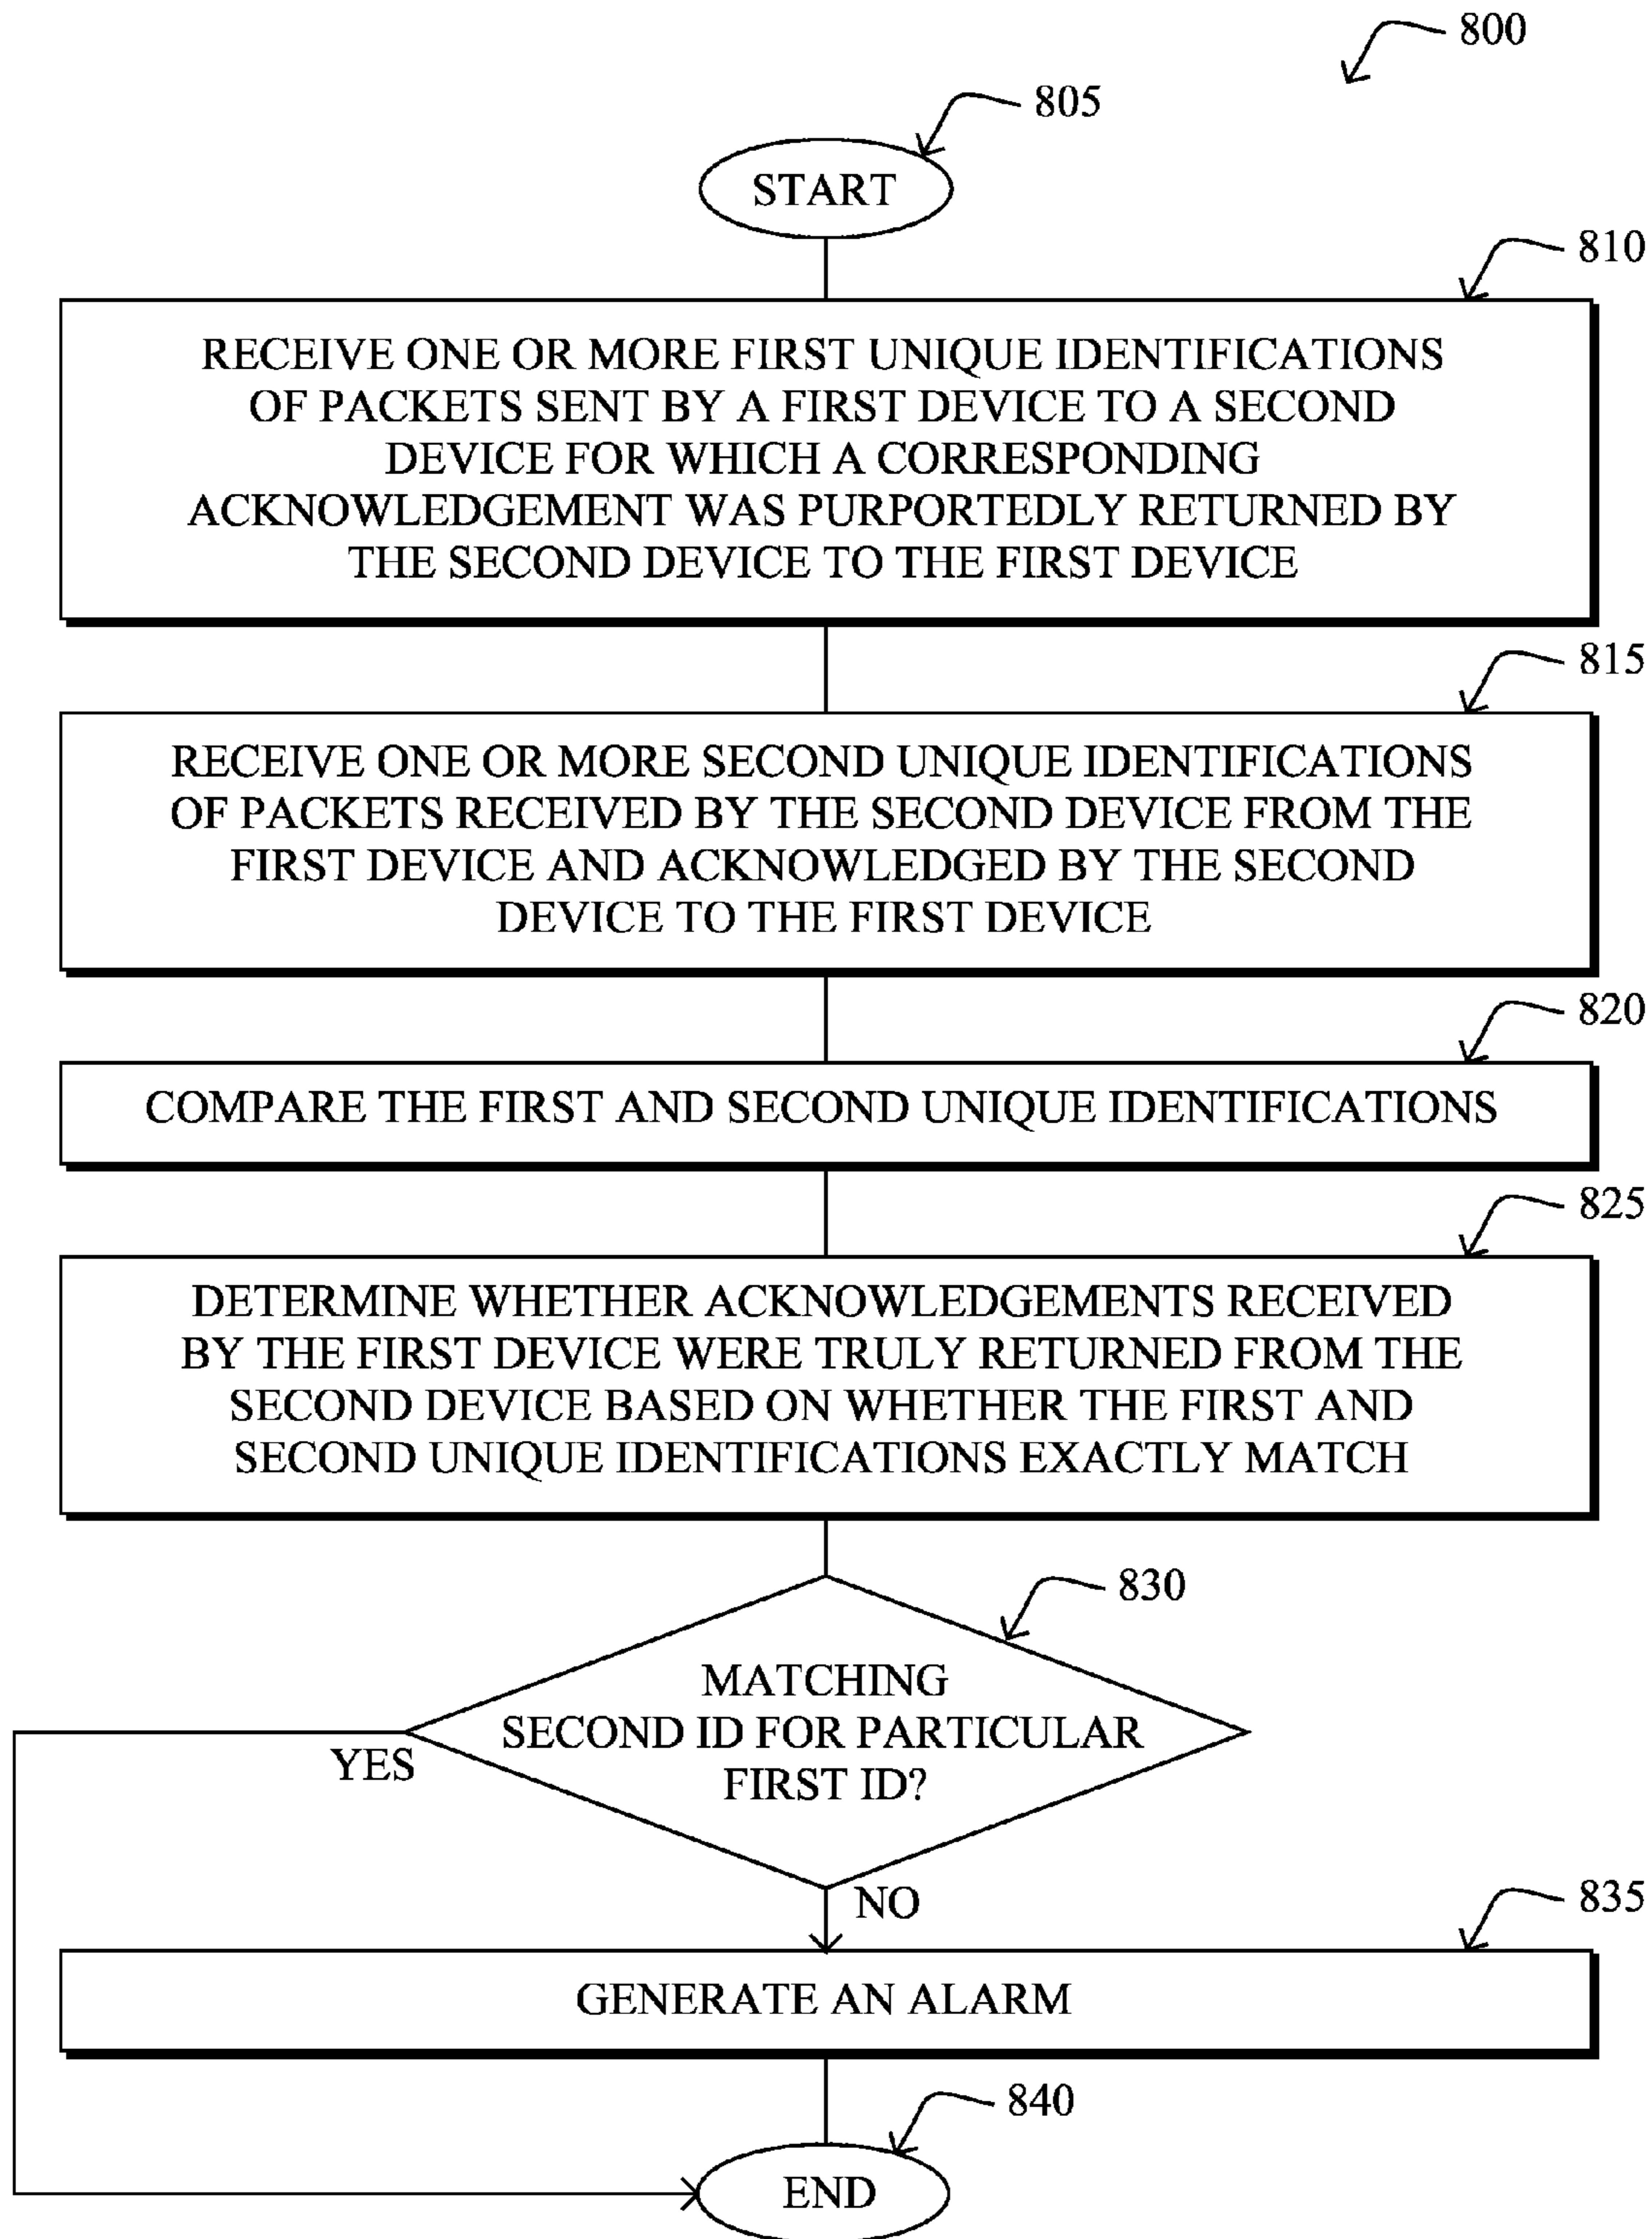 800
805
START
810
RECEIVE ONE OR MORE FIRST UNIQUE IDENTIFICATIONS
OF PACKETS SENT BY A FIRST DEVICE TO A SECOND
DEVICE FOR WHICH A CORRESPONDING
ACKNOWLEDGEMENT WAS PURPORTEDLY RETURNED BY
THE SECOND DEVICE TO THE FIRST DEVICE
815
RECEIVE ONE OR MORE SECOND UNIQUE IDENTIFICATIONS
OF PACKETS RECEIVED BY THE SECOND DEVICE FROM THE
FIRST DEVICE AND ACKNOWLEDGED BY THE SECOND
DEVICE TO THE FIRST DEVICE
820
COMPARE THE FIRST AND SECOND UNIQUE IDENTIFICATIONS
825
DETERMINE WHETHER ACKNOWLEDGEMENTS RECEIVED
BY THE FIRST DEVICE WERE TRULY RETURNED FROM THE
SECOND DEVICE BASED ON WHETHER THE FIRST AND
SECOND UNIQUE IDENTIFICATIONS EXACTLY MATCH
830
MATCHING
SECOND ID FOR PARTICULAR
FIRST ID?
YES
NO
835
GENERATE AN ALARM
840
END